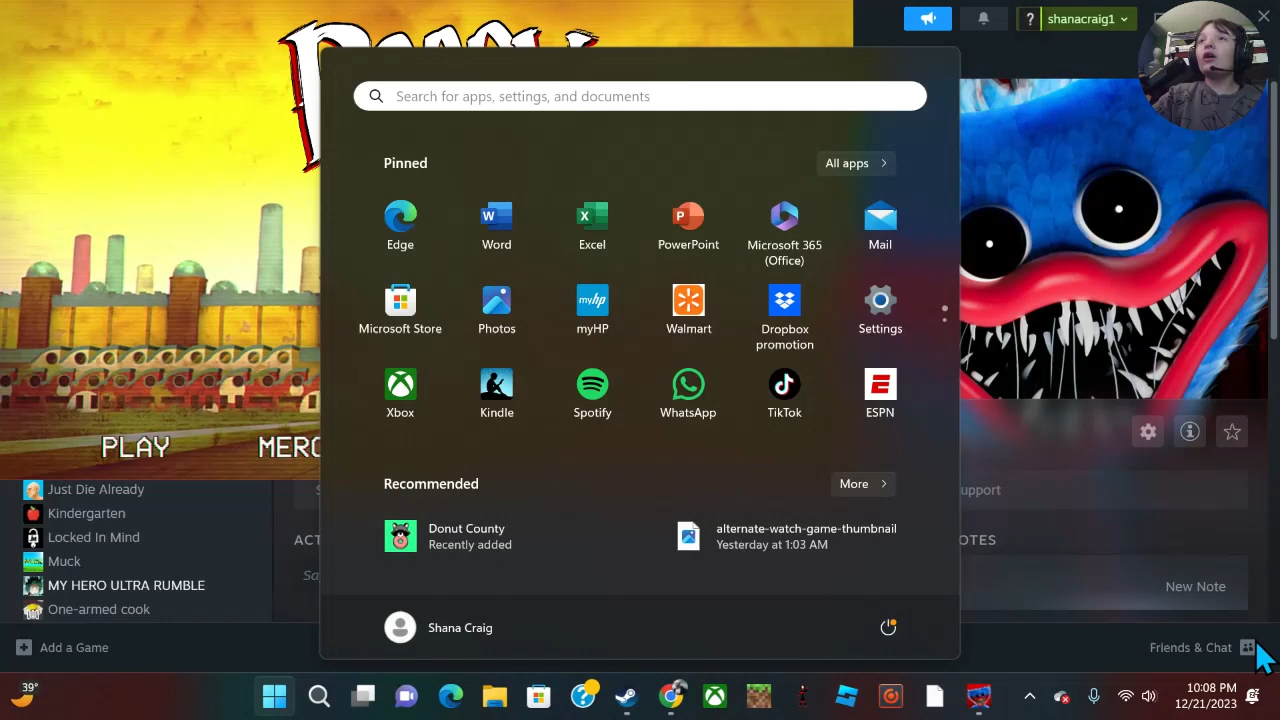 shanacraig1
?
Search for apps, settings, and documents
Pinned
All apps
Edge
Word
Excel
PowerPoint
Microsoft 365
(Office)
Mail
Microsoft Store
Photos
myHP
Walmart
Dropbox
promotion
Settings
Xbox
Kindle
Spotify
WhatsApp
TikTok
ESPN
PLAY
MERC
Recommended
More
Donut County
Recently added
alternate-watch-game-thumbnail
Yesterday at 1:03 AM
Shana Craig
Just Die Already
Kindergarten
Locked In Mind
Muck
MY HERO ULTRA RUMBLE
One-armed cook
ACT
upport
OTES
New Note
Add a Game
Friends & Chat
39°
10:08 PM
12/21/2023